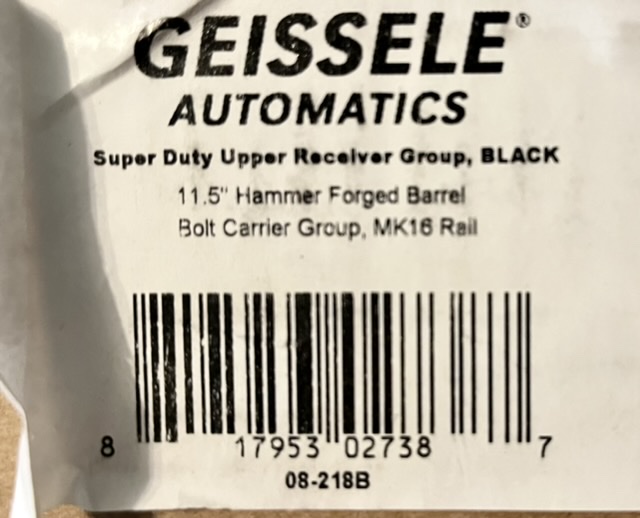 GEISSELE®
AUTOMATICS
Super Duty Upper Receiver Group, BLACK
11.5" Hammer Forged Barrel
Bolt Carrier Group, MK16 Rail
8 17953 02738 7
08-218B